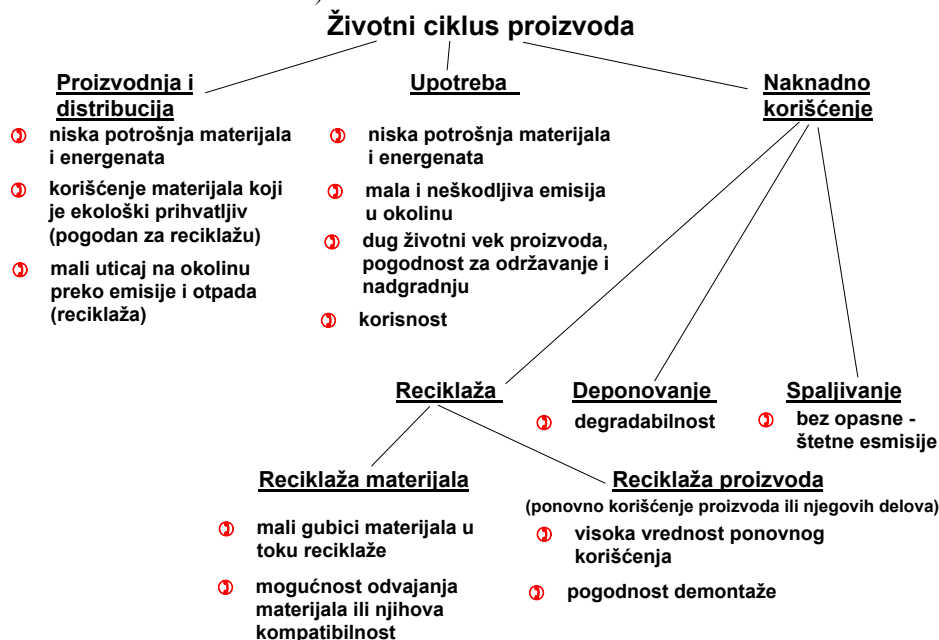 Životni ciklus proizvoda
Proizvodnja i
distribucija
niska potrošnja materijala
i energenata
korišćenje materijala koji
je ekološki prihvatljiv
(pogodan za reciklažu)
mali uticaj na okolinu
preko emisije i otpada
(reciklaža)
Upotreba
niska potrošnja materijala
i energenata
mala i neškodljiva emisija
u okolinu
dug životni vek proizvoda,
pogodnost za održavanje i
nadgradnju
korisnost
Naknadno
korišćenje
Reciklaža
Deponovanje
degradabilnost
Spaljivanje
bez opasne -
štetne esmisije
Reciklaža materijala
mali gubici materijala u
toku reciklaže
mogućnost odvajanja
materijala ili njihova
kompatibilnost
Reciklaža proizvoda
(ponovno korišćenje proizvoda ili njegovih delova)
visoka vrednost ponovnog
korišćenja
pogodnost demontaže